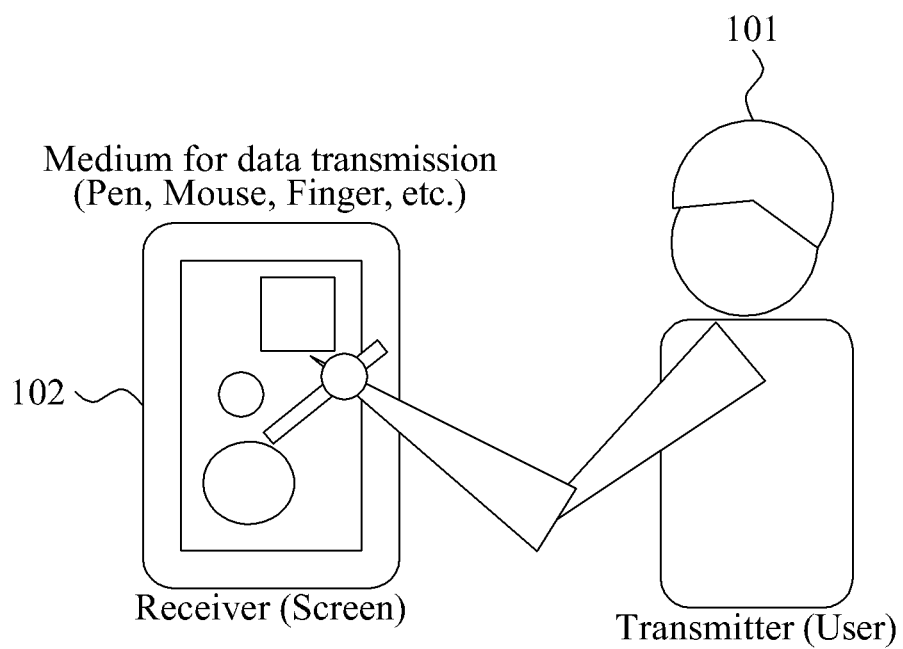 101
Medium for data transmission
(Pen, Mouse, Finger, etc.)
102
Receiver (Screen)
Transmitter (User)